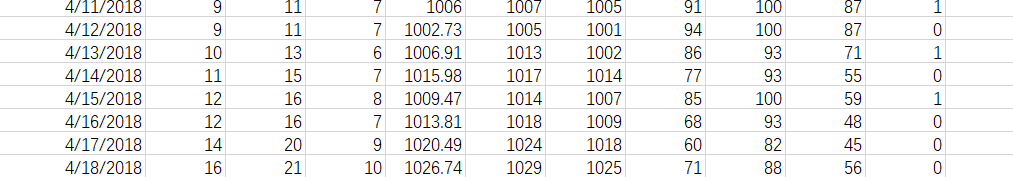 4/11/2018 9 11 7 1006 1007 1005 91 100 87 1
4/12/2018 9 11 7 1002.73 1005 1001 94 100 87 0
4/13/2018 10 13 6 1006.91 1013 1002 86 93 71 1
4/14/2018 11 15 7 1015.98 1017 1014 77 93 55 0
4/15/2018 12 16 8 1009.47 1014 1007 85 100 59 1
4/16/2018 12 16 7 1013.81 1018 1009 68 93 48 0
4/17/2018 14 20 9 1020.49 1024 1018 60 82 45 0
4/18/2018 16 21 10 1026.74 1029 1025 71 88 56 0